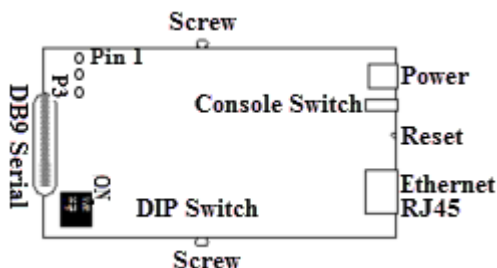 Screw
Pin 1
P3
Power
Console Switch
DB9 Serial
Reset
ON
Ethernet
RJ45
DIP Switch
Screw